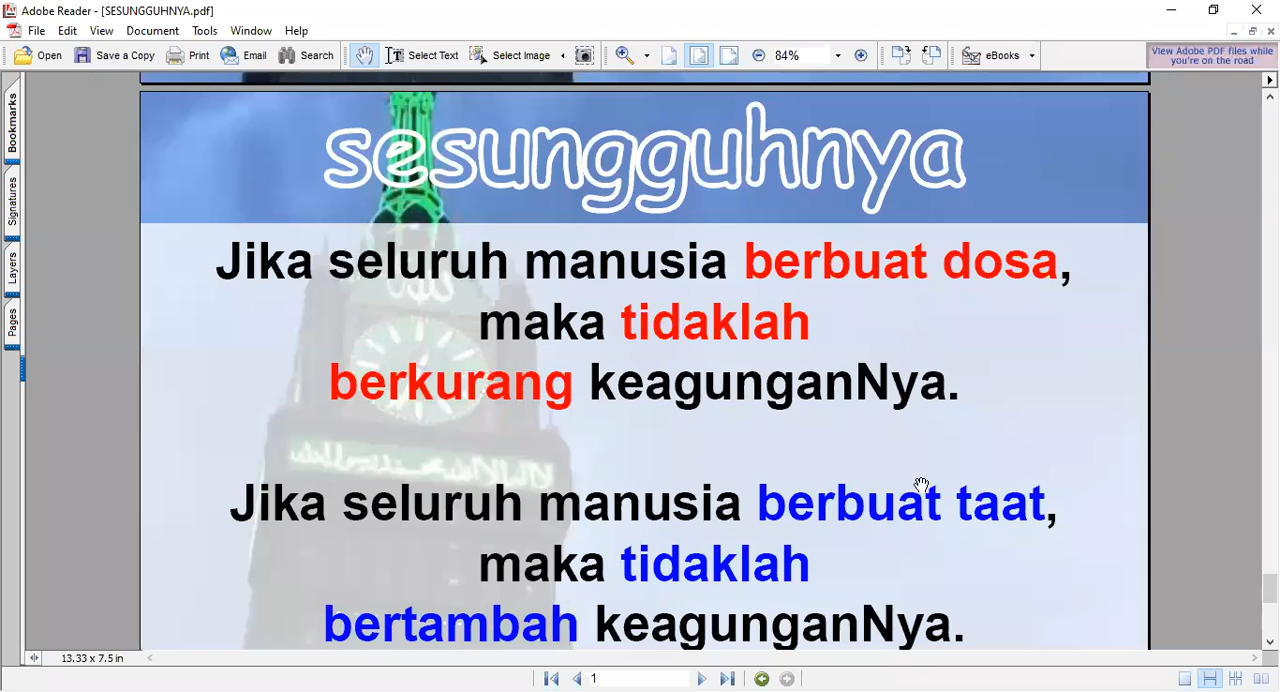 Adobe Reader - [SESUNGGUHNYA.pdf]
File Edit View Document Tools Window Help
Open Save a Copy Print Email Search Select Text Select Image 84% eBooks View Adobe PDF files while
you're on the road
Bookmarks
Signatures
Layers
Pages
sesungguhnya
Jika seluruh manusia berbuat dosa,
maka tidaklah
berkurang keagunganNya.
Jika seluruh manusia berbuat taat,
maka tidaklah
bertambah keagunganNya.
13.33 x 7.5 in
1